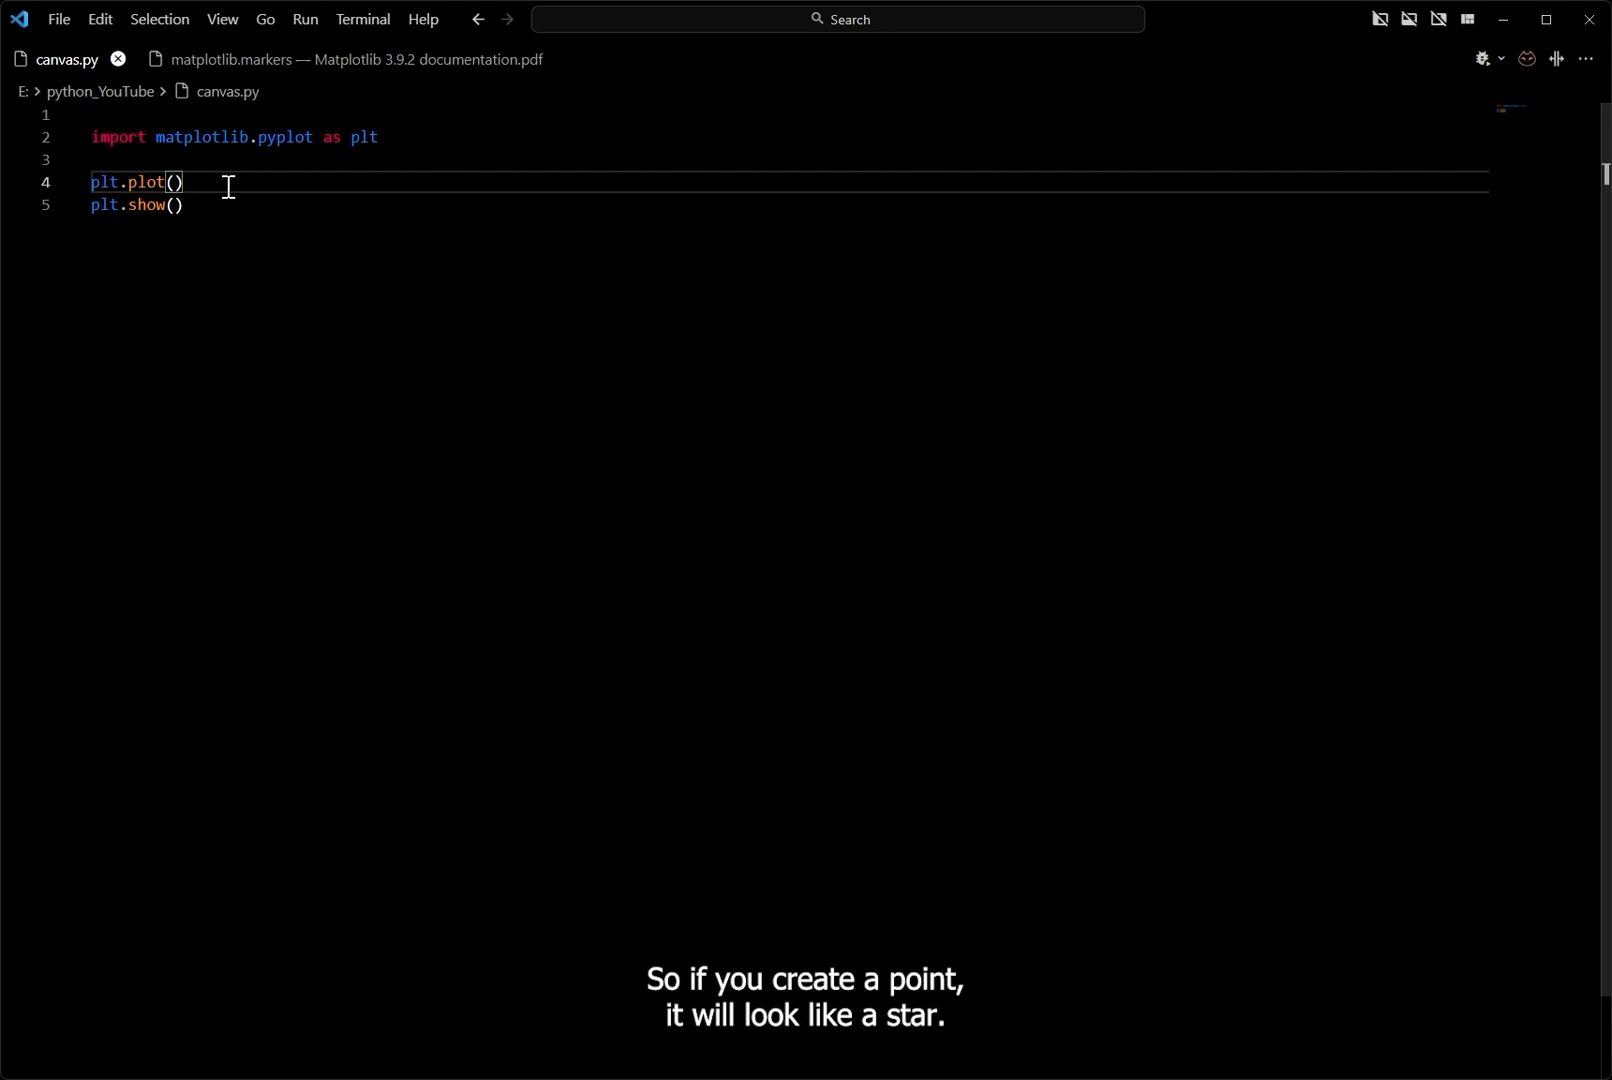 File Edit Selection View Go Run Terminal Help Search
canvas.py matplotlib.markers — Matplotlib 3.9.2 documentation.pdf
E: > python_YouTube > canvas.py
1
2 import matplotlib.pyplot as plt
3
4 plt.plot()
5 plt.show()
So if you create a point,
it will look like a star.